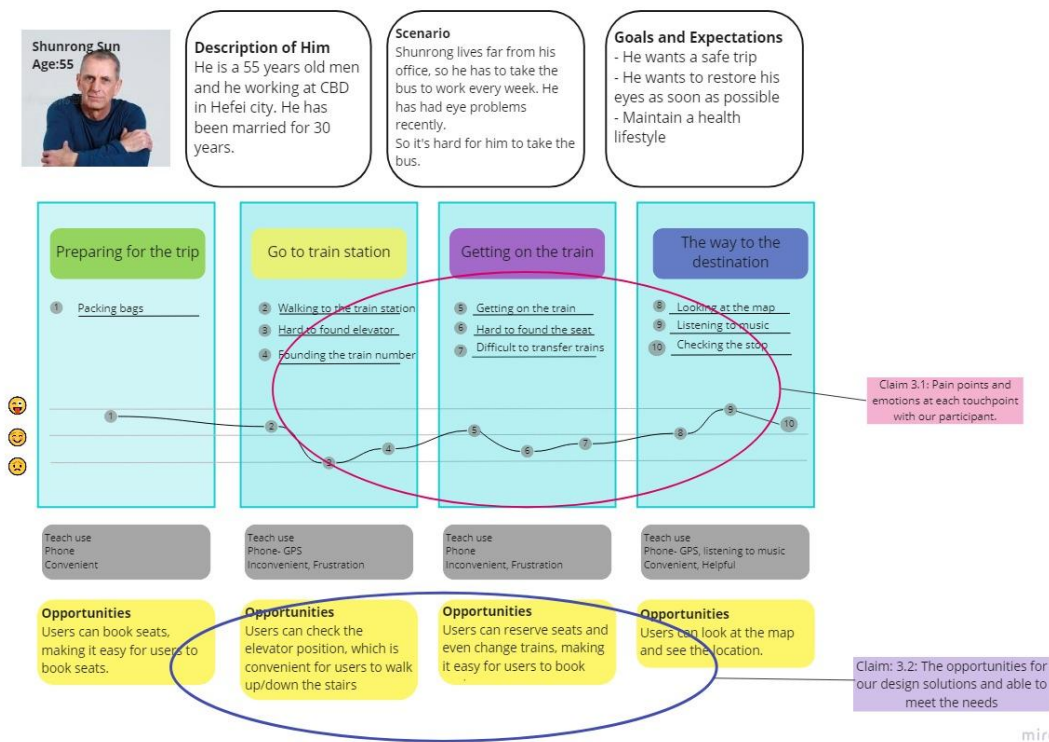 Shunrong Sun
Age:55
Description of Him
He is a 55 years old men
and he working at CBD
in Hefei city. He has
been married for 30
years.
Scenario
Shunrong lives far from his
office, so he has to take the
bus to work every week. He
has had eye problems
recently.
So it's hard for him to take the
bus.
Goals and Expectations
- He wants a safe trip
- He wants to restore his
eyes as soon as possible
- Maintain a health
lifestyle
Preparing for the trip
Go to train station
Getting on the train
The way to the
destination
1 Packing bags
2 Walking to the train station
3 Hard to found elevator
4 Founding the train number
5 Getting on the train
6 Hard to found the seat
7 Difficult to transfer trains
8 Looking at the map
9 Listening to music
10 Checking the stop
Claim 3.1: Pain points and
emotions at each touchpoint
with our participant.
1
2
3
4
5
6
7
8
9
10
Teach use
Phone
Convenient
Teach use
Phone- GPS
Inconvenient, Frustration
Teach use
Phone
Inconvenient, Frustration
Teach use
Phone- GPS, listening to music
Convenient, Helpful
Opportunities
Users can book seats,
making it easy for users to
book seats.
Opportunities
Users can check the
elevator position, which is
convenient for users to walk
up/down the stairs
Opportunities
Users can reserve seats and
even change trains, making
it easy for users to book
Opportunities
Users can look at the map
and see the location.
Claim: 3.2: The opportunities for
our design solutions and able to
meet the needs